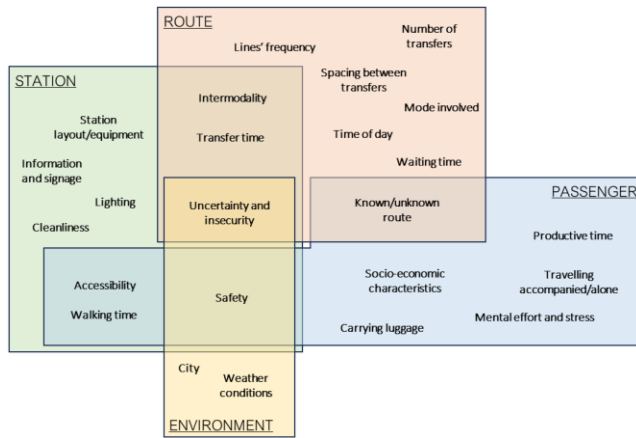 ROUTE
Number of
transfers
Lines' frequency
Spacing between
transfers
STATION
Intermodality
Mode involved
Station
layout/equipment
Transfer time
Time of day
Information
and signage
Waiting time
PASSENGER
Lighting
Uncertainty and
insecurity
Known/unknown
route
Cleanliness
Productive time
Accessibility
Safety
Socio-economic
characteristics
Travelling
accompanied/alone
Walking time
Carrying luggage
Mental effort and stress
City
Weather
conditions
ENVIRONMENT